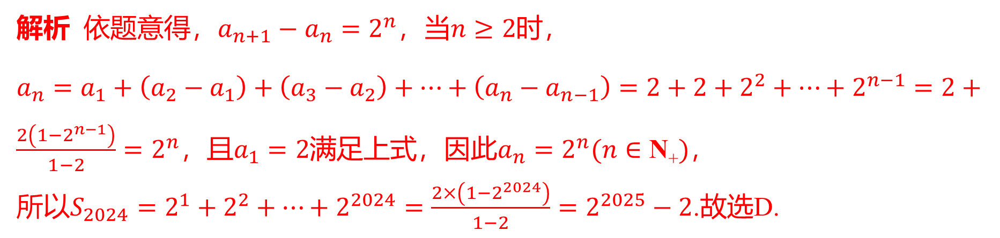 解析 依题意得，$a_{n+1}-a_n=2^n$，当$n\geq 2$时，
$a_n=a_1+(a_2-a_1)+(a_3-a_2)+\cdots+(a_n-a_{n-1})=2+2+2^2+\cdots+2^{n-1}=2+$
$\frac{2(1-2^{n-1})}{1-2}=2^n$，且$a_1=2$满足上式，因此$a_n=2^n(n\in \mathbf{N}_+)$，
所以$S_{2024}=2^1+2^2+\cdots+2^{2024}=\frac{2\times(1-2^{2024})}{1-2}=2^{2025}-2$.故选D.